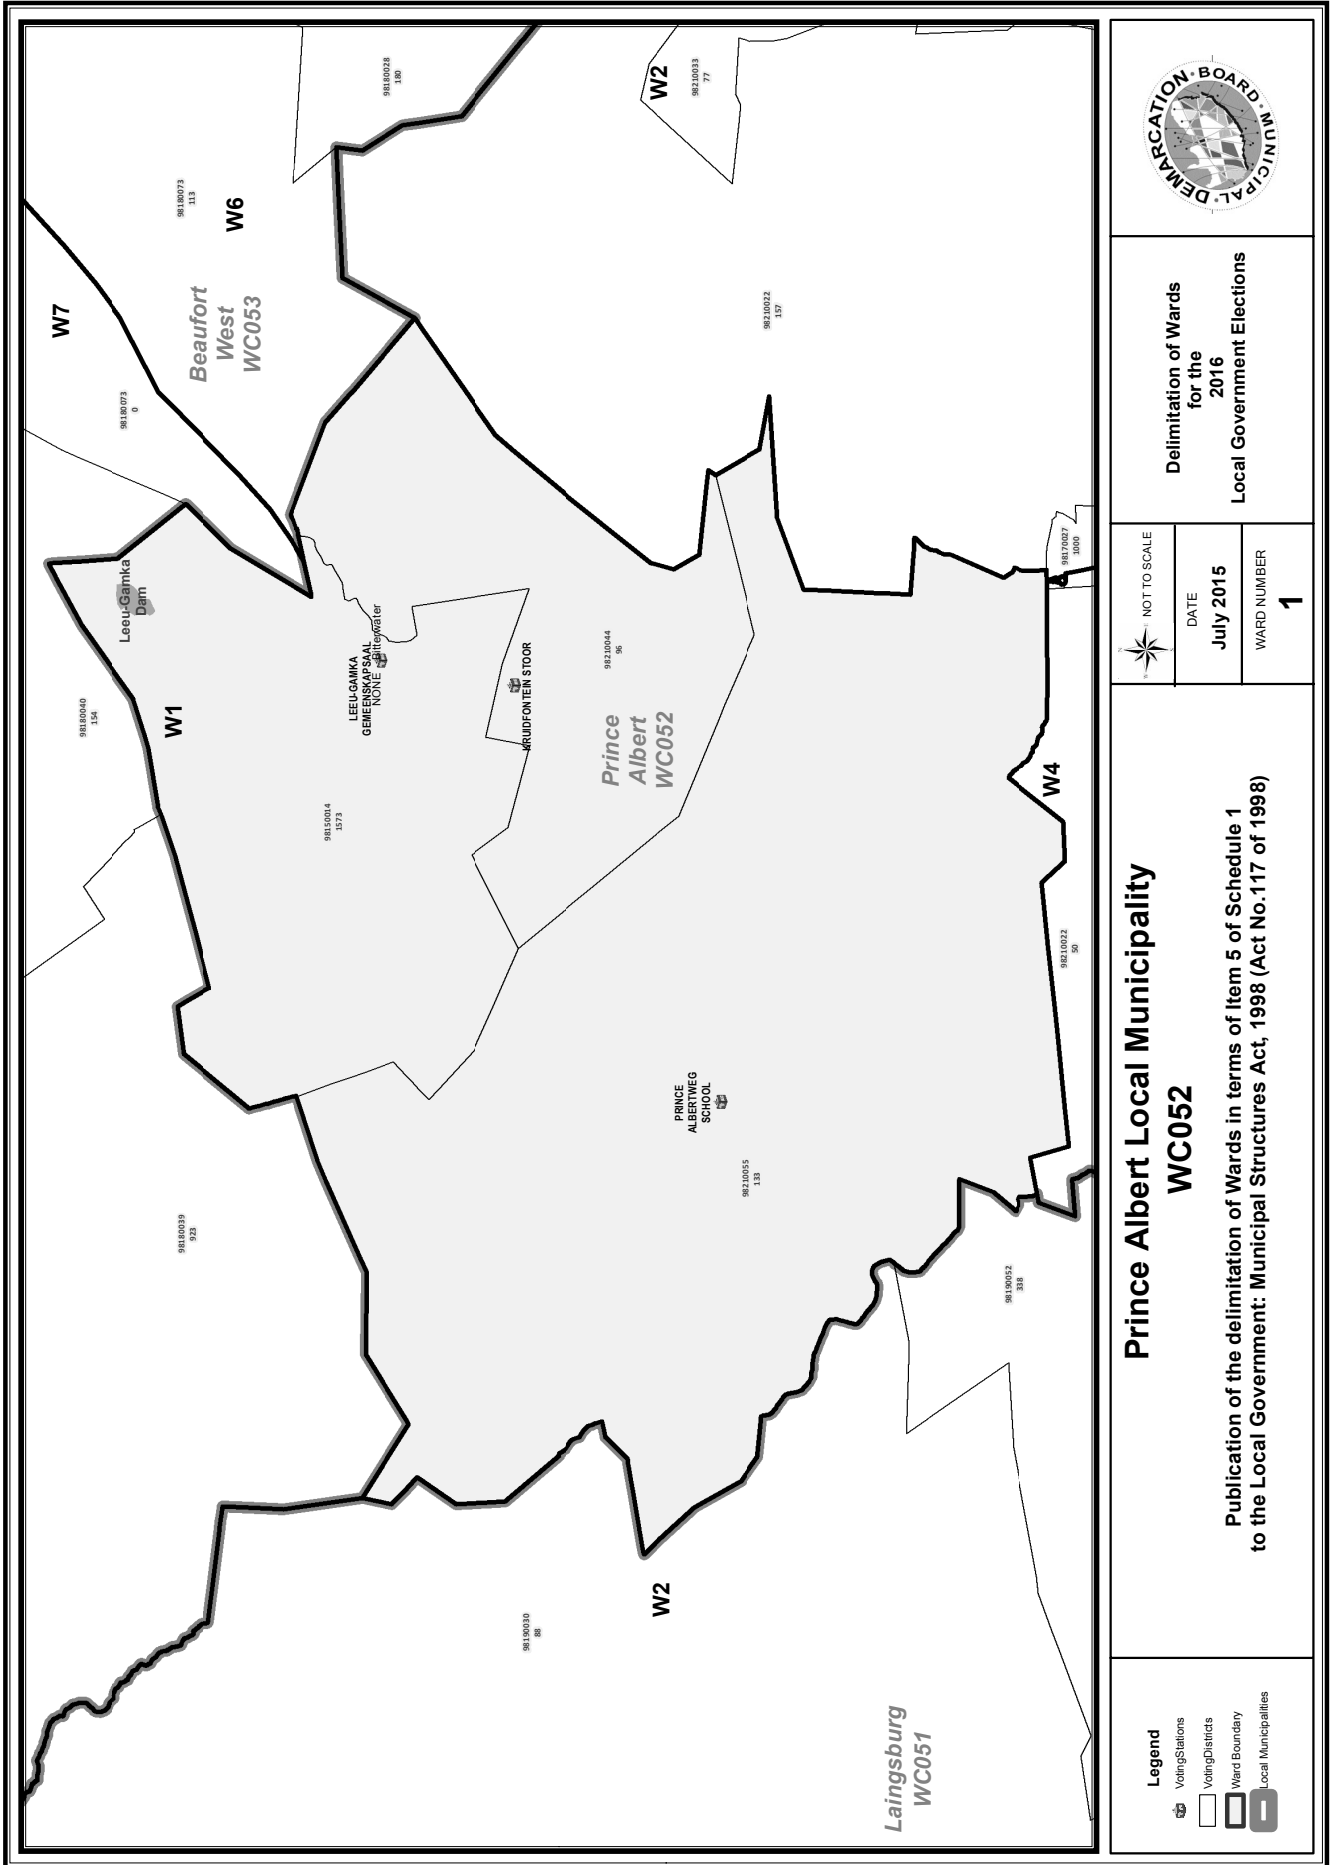 98180028
180
W2
98210033
77
98180073
113
W6
W7
Beaufort
West
WC053
98210022
157
98180073
0
Leeu-Gamka
Dam
98170027
1000
LEEU-GAMKA
GEMEENSKAPSAAL
NONE
Bitterwater
KRUIDFONTEIN STOOR
98210044
96
98180040
154
W1
Prince
Albert
WC052
W4
98150014
1573
98210022
50
PRINCE
ALBERTWEG
SCHOOL
98210055
133
98180039
923
98190052
338
W2
98190030
88
Laingsburg
WC051
Legend
VotingStations
VotingDistricts
Ward Boundary
Local Municipalities
Prince Albert Local Municipality
WC052
Publication of the delimitation of Wards in terms of Item 5 of Schedule 1
to the Local Government: Municipal Structures Act, 1998 (Act No.117 of 1998)
N
W
E
S
NOT TO SCALE
DATE
July 2015
WARD NUMBER
1
Delimitation of Wards
for the
2016
Local Government Elections
MUNICIPAL DEMARCATION BOARD